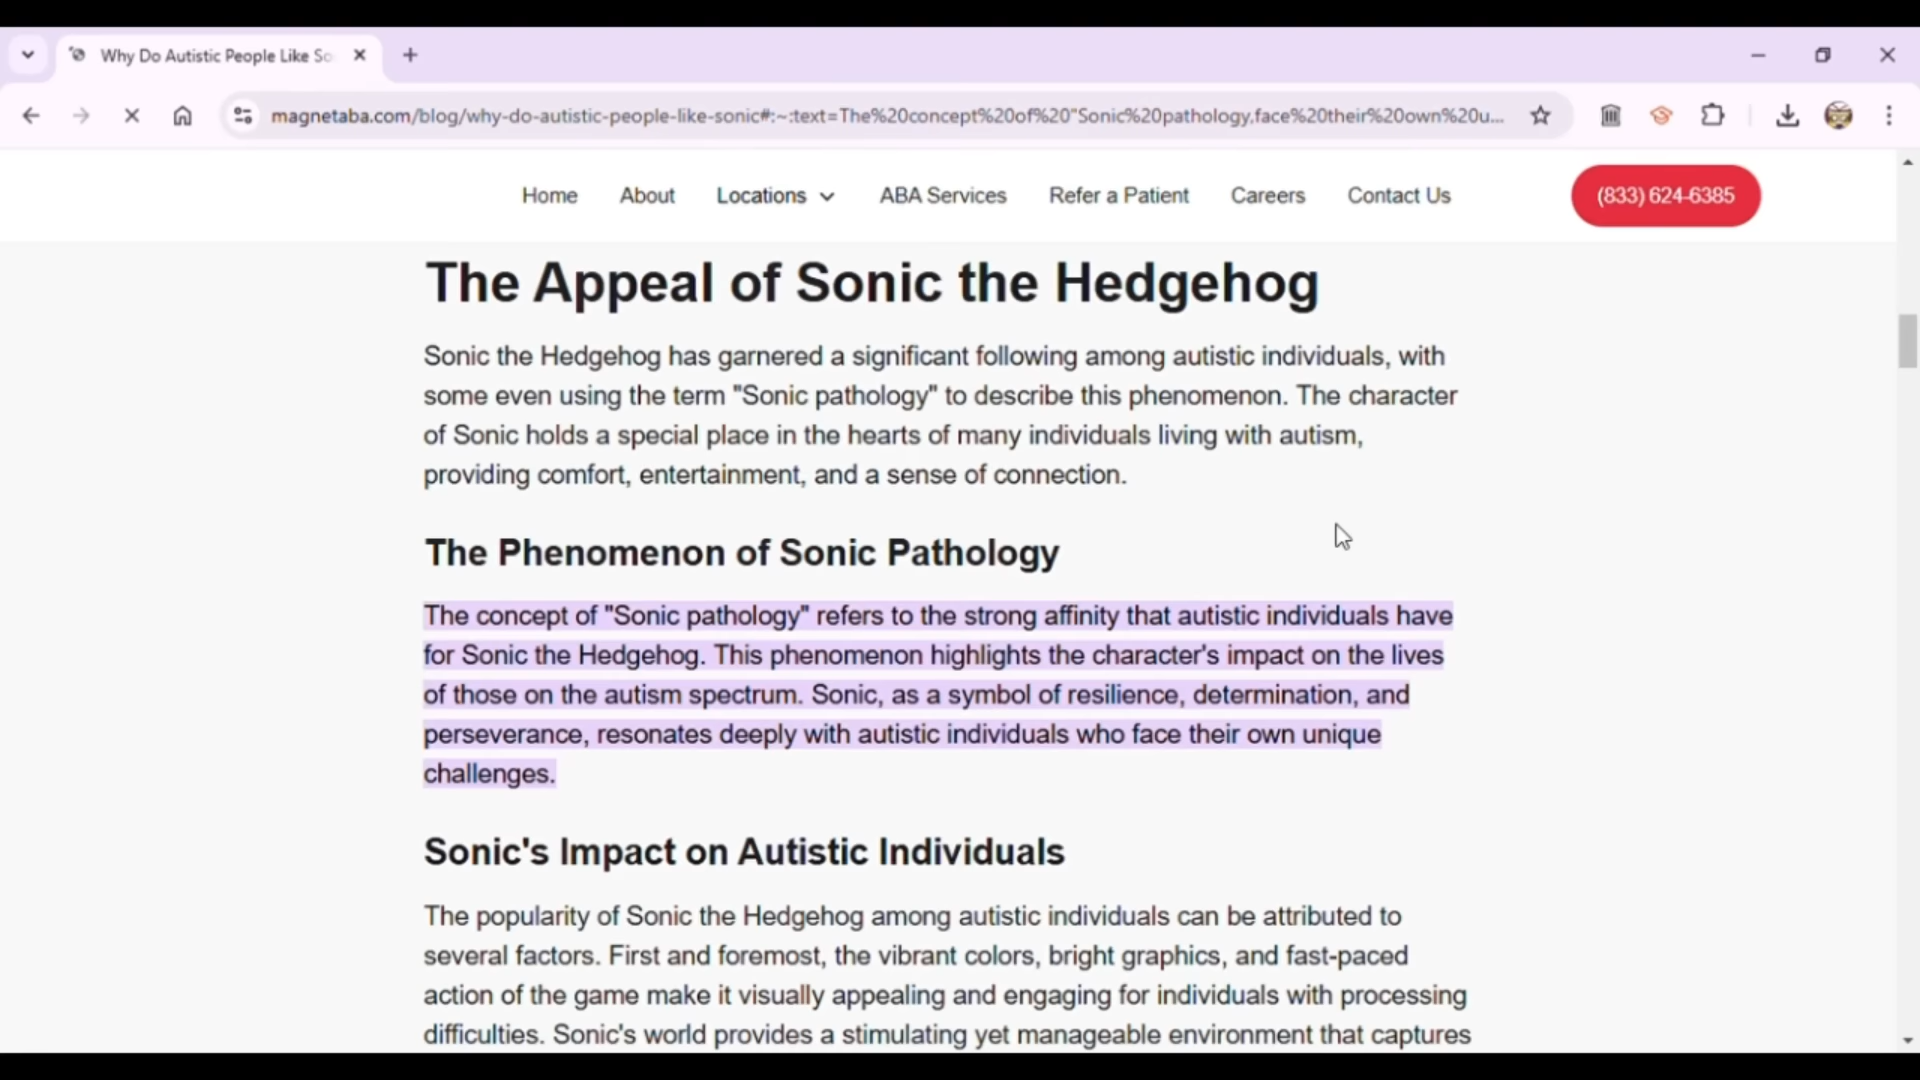 Why Do Autistic People Like So
magnetaba.com/blog/why-do-autistic-people-like-sonic#:~:text=The%20concept%20of%20"Sonic%20pathology,face%20their%20own%20u...
Home About Locations ABA Services Refer a Patient Careers Contact Us (833) 624-6385
The Appeal of Sonic the Hedgehog
Sonic the Hedgehog has garnered a significant following among autistic individuals, with
some even using the term "Sonic pathology" to describe this phenomenon. The character
of Sonic holds a special place in the hearts of many individuals living with autism,
providing comfort, entertainment, and a sense of connection.
The Phenomenon of Sonic Pathology
The concept of "Sonic pathology" refers to the strong affinity that autistic individuals have
for Sonic the Hedgehog. This phenomenon highlights the character's impact on the lives
of those on the autism spectrum. Sonic, as a symbol of resilience, determination, and
perseverance, resonates deeply with autistic individuals who face their own unique
challenges.
Sonic's Impact on Autistic Individuals
The popularity of Sonic the Hedgehog among autistic individuals can be attributed to
several factors. First and foremost, the vibrant colors, bright graphics, and fast-paced
action of the game make it visually appealing and engaging for individuals with processing
difficulties. Sonic's world provides a stimulating yet manageable environment that captures